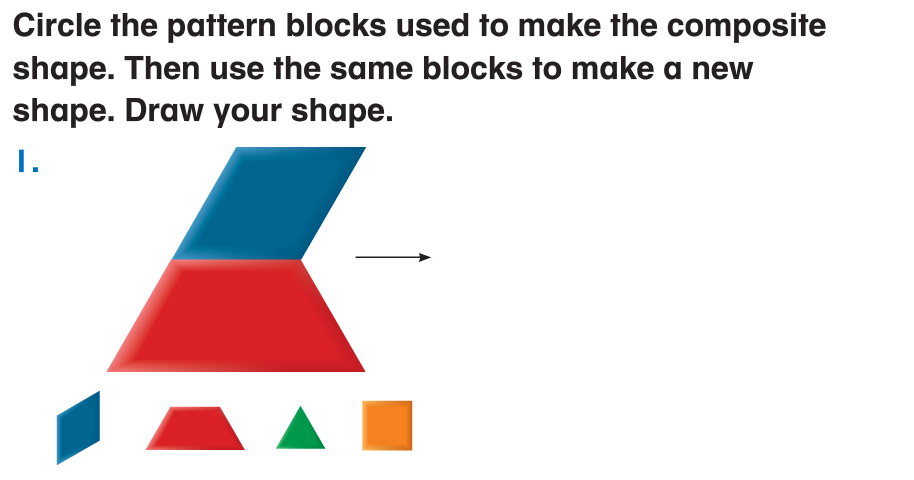 Circle the pattern blocks used to make the composite
shape. Then use the same blocks to make a new
shape. Draw your shape.
1.